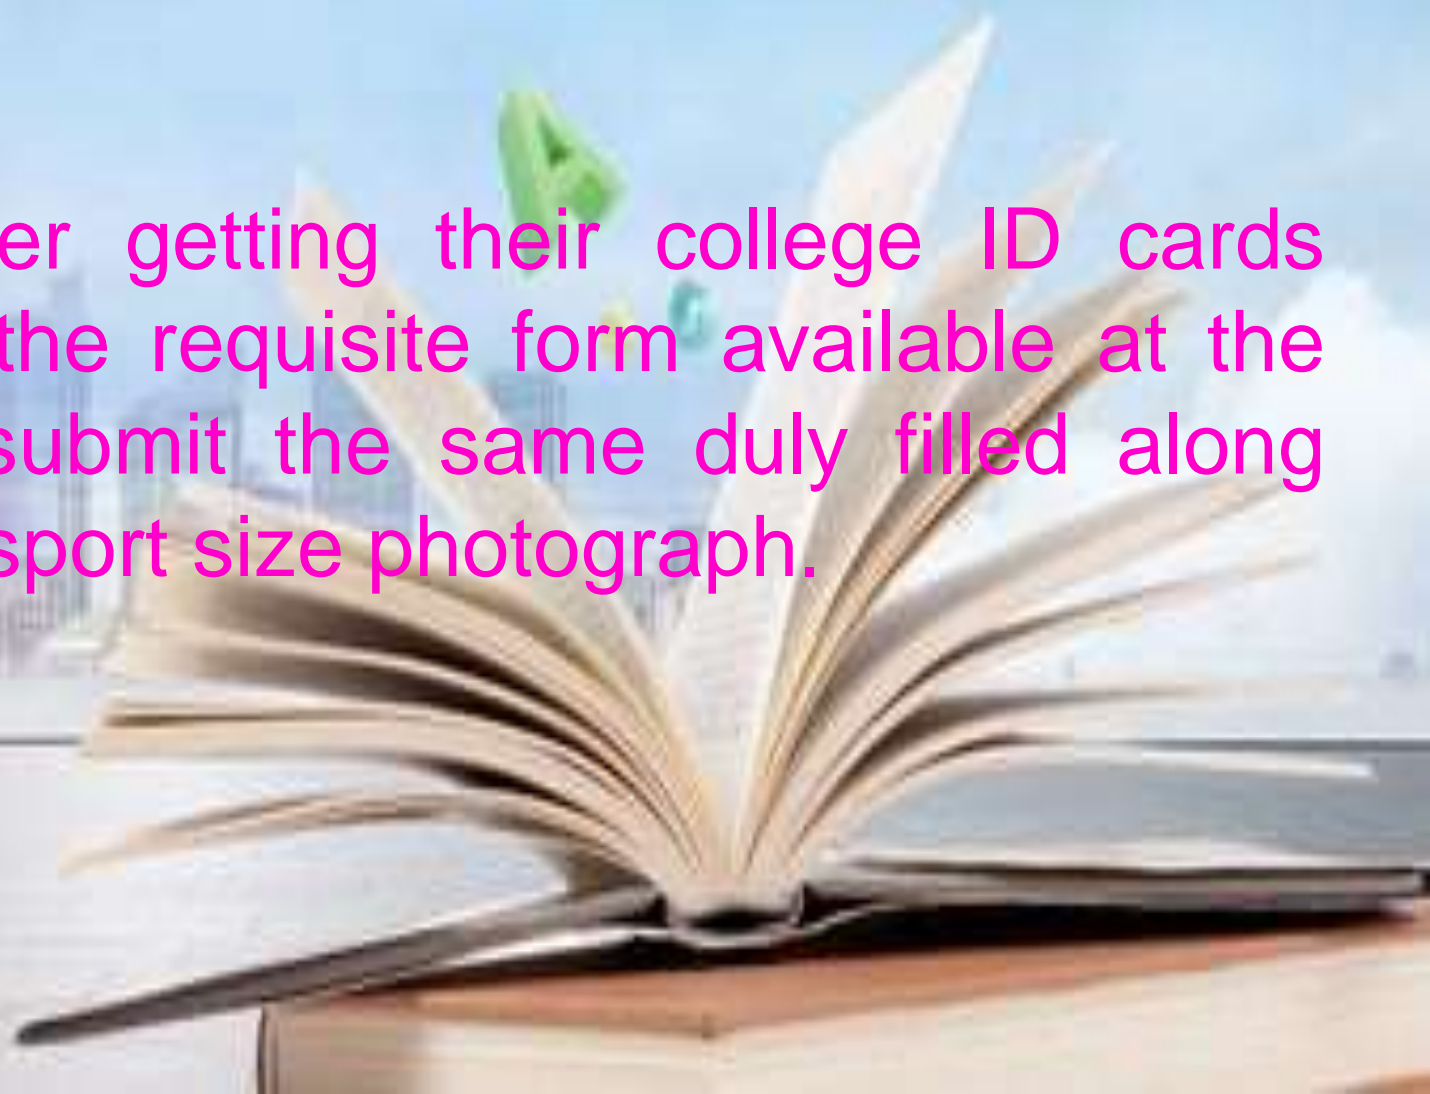 er getting their college ID cards
the requisite form available at the
submit the same duly filled along
sport size photograph.